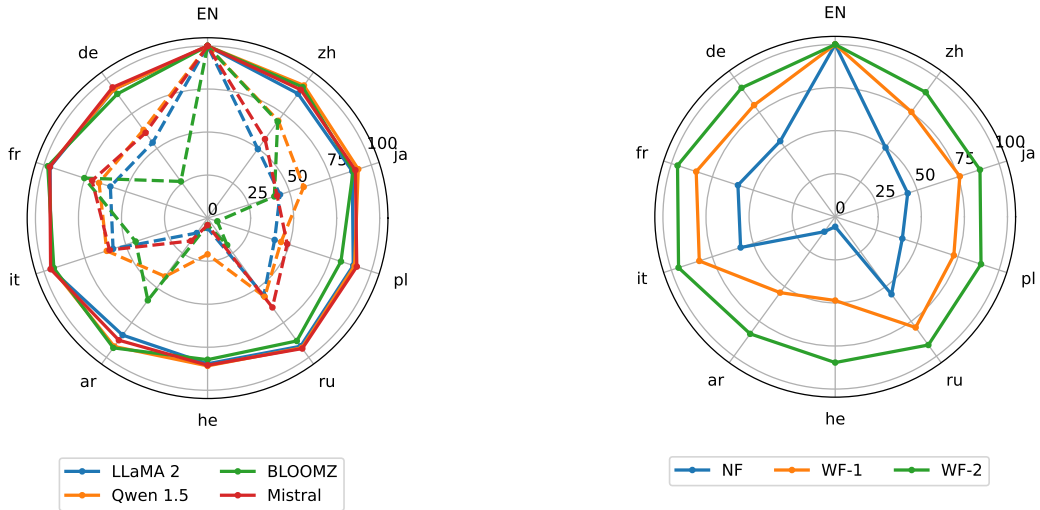 EN
de
zh
fr
100
75
ja
50
25
0
it
pl
ar
ru
he
LLaMA 2
BLOOMZ
Qwen 1.5
Mistral
EN
de
zh
fr
100
75
ja
50
25
0
it
pl
ar
ru
he
NF
WF-1
WF-2